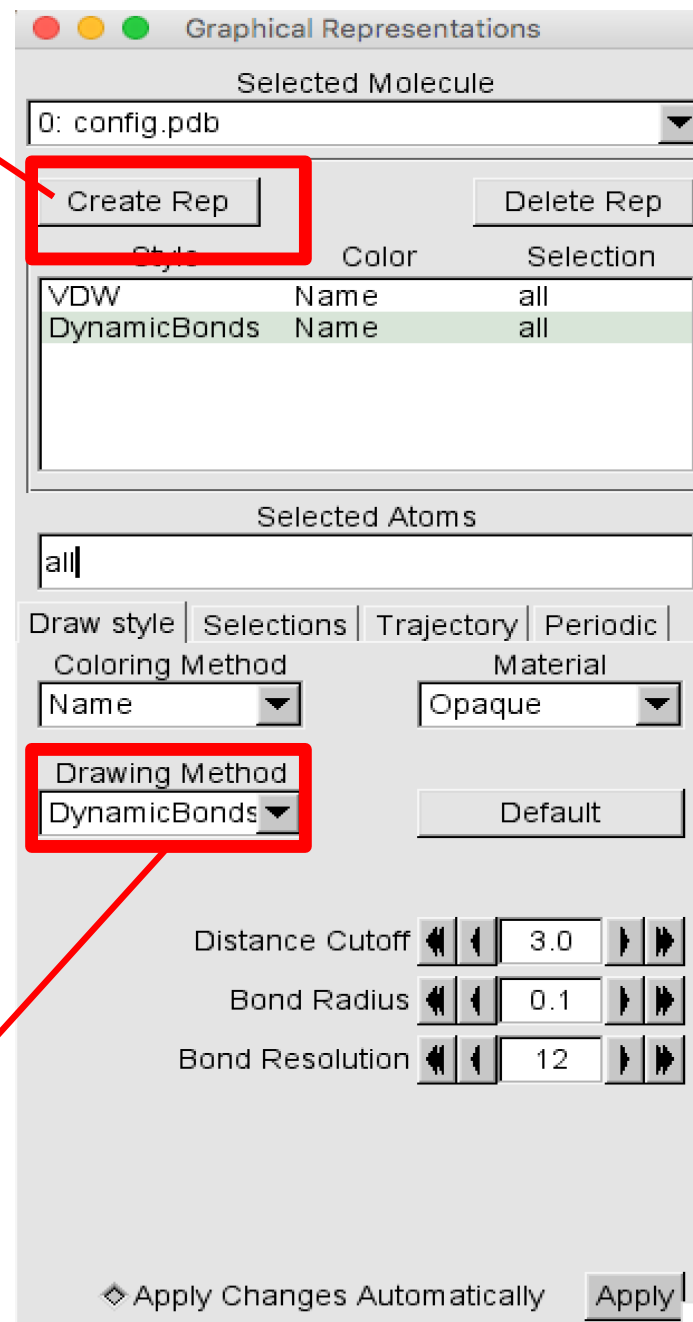 Graphical Representations
Selected Molecule
0: config.pdb
Create Rep
Delete Rep
Style Color Selection
VDW Name all
DynamicBonds Name all
Selected Atoms
all
Draw style Selections Trajectory Periodic
Coloring Method Material
Name Opaque
Drawing Method
DynamicBonds Default
Distance Cutoff 3.0
Bond Radius 0.1
Bond Resolution 12
Apply Changes Automatically Apply